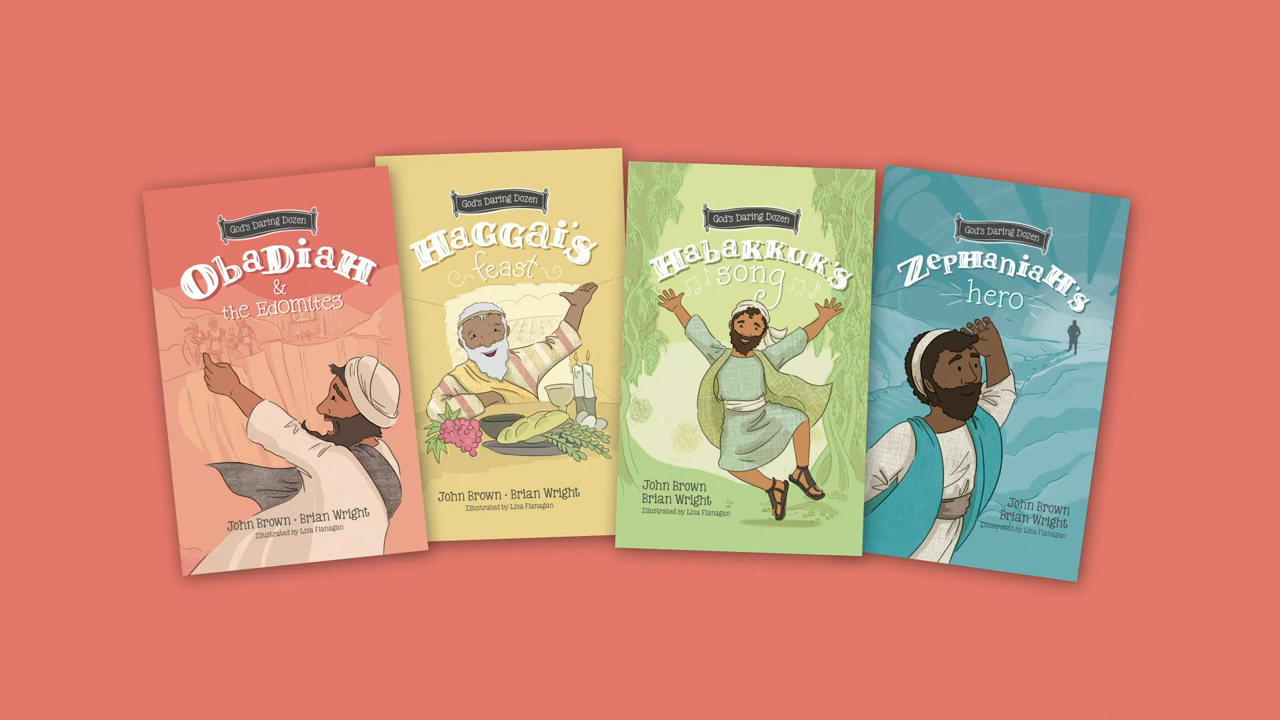 God's Daring Dozen
Obadiah
&
the Edomites
John Brown · Brian Wright
Illustrated by Lisa Flanagan
God's Daring Dozen
Haggai's
feast
John Brown · Brian Wright
Illustrated by Lisa Flanagan
God's Daring Dozen
Habakkuk's
song
John Brown
Brian Wright
Illustrated by Lisa Flanagan
God's Daring Dozen
Zephaniah's
hero
John Brown
Brian Wright
Illustrated by Lisa Flanagan